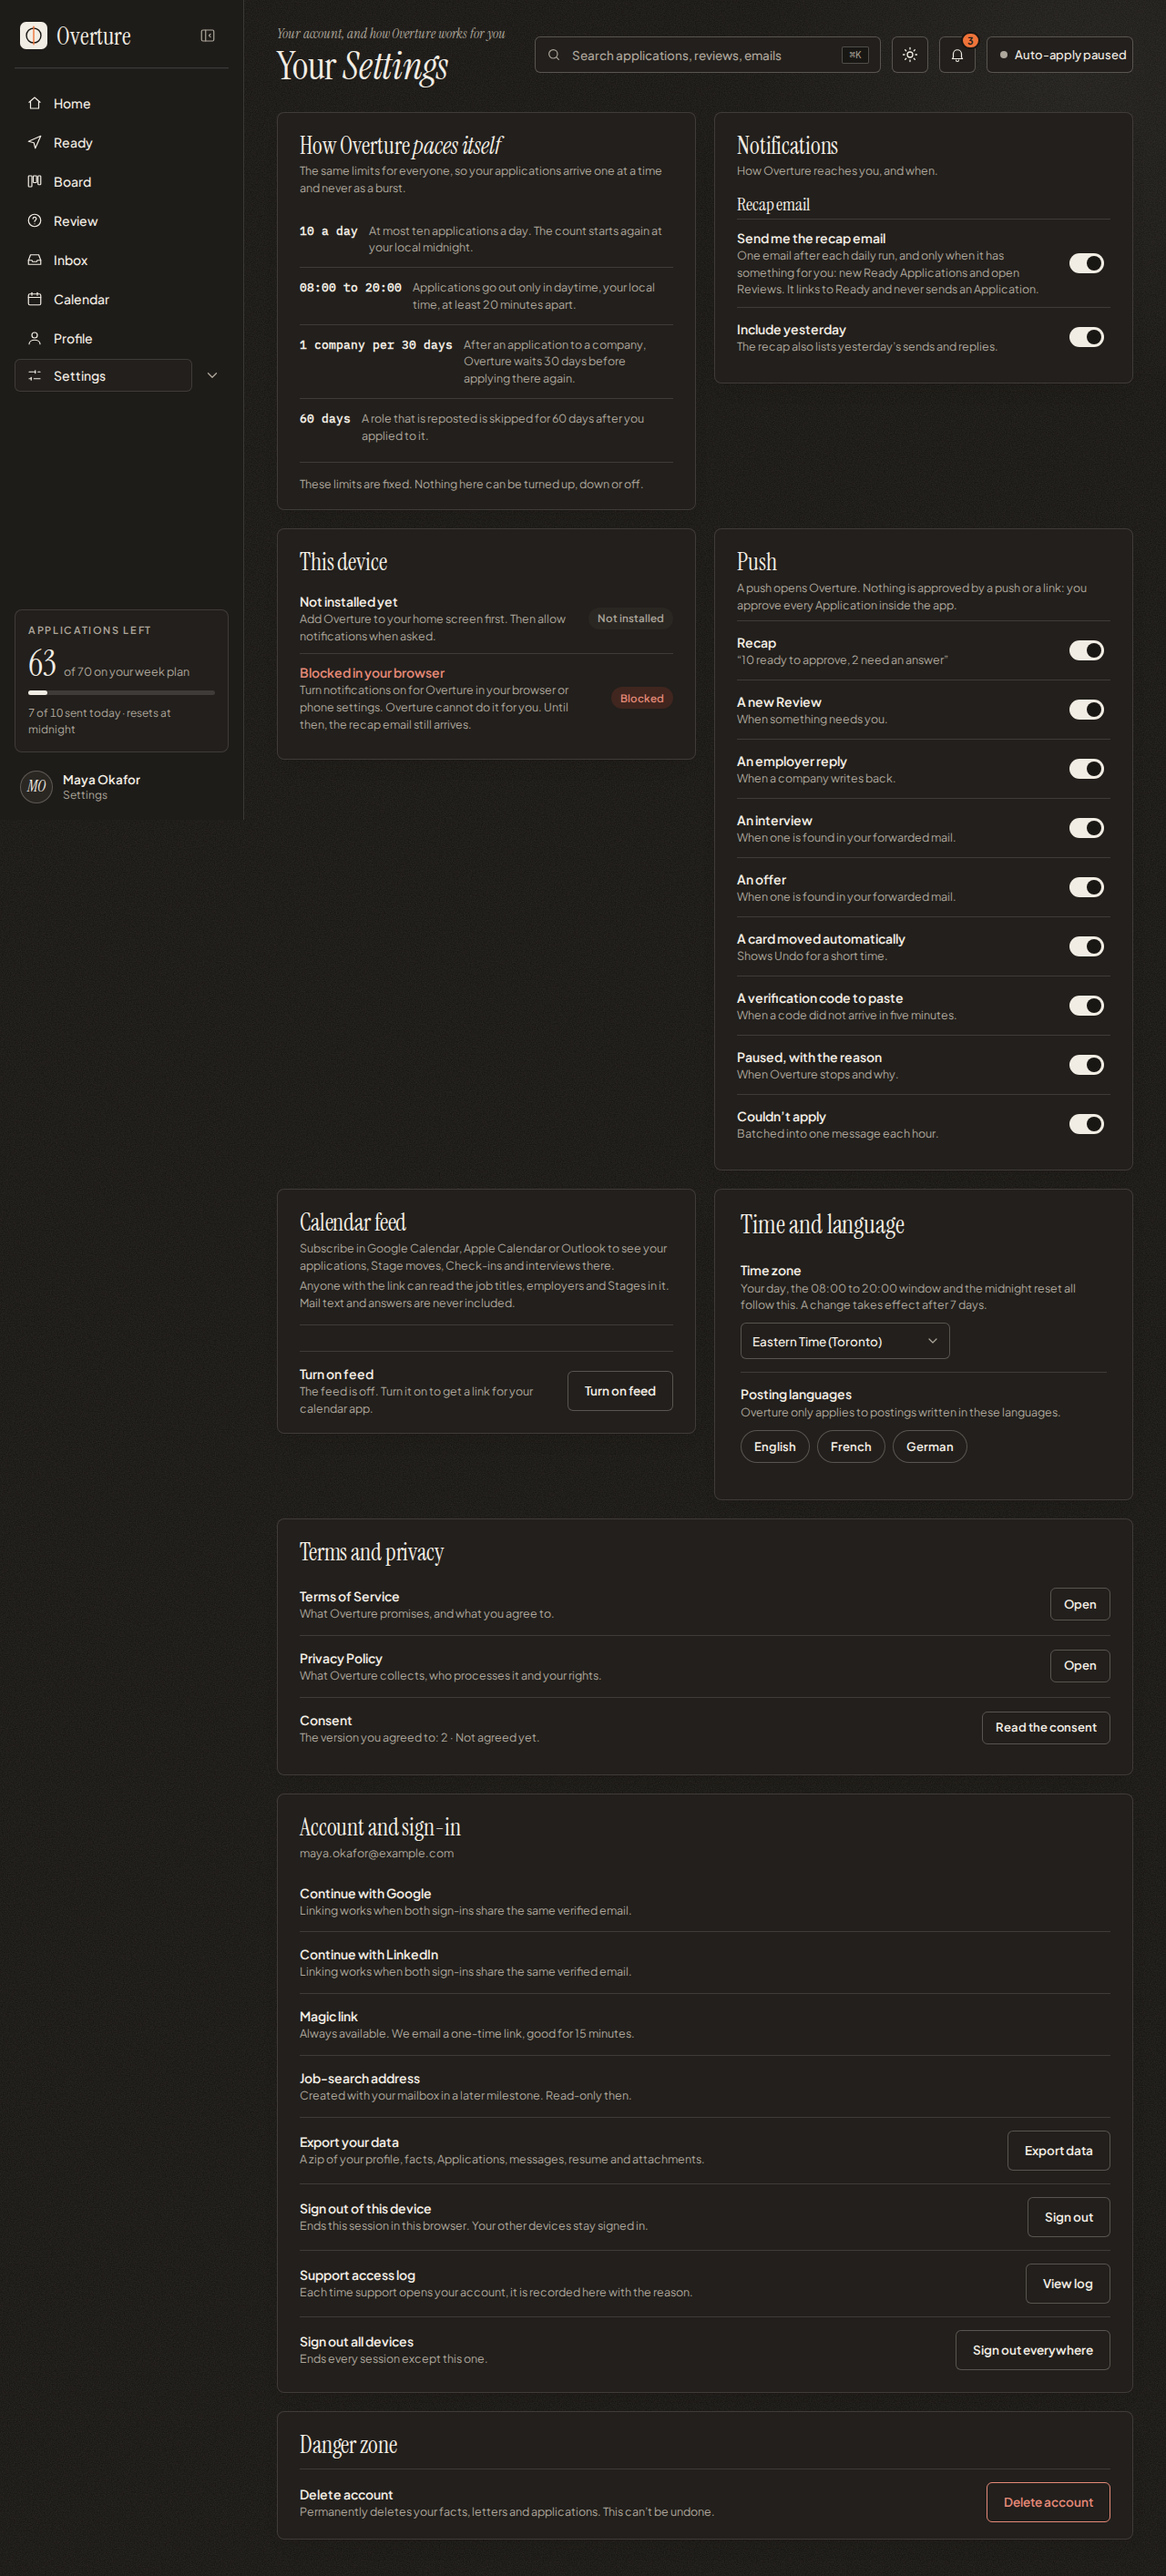 Overture
Home
Ready
Board
Review
Inbox
Calendar
Profile
Settings
APPLICATIONS LEFT
63 of 70 on your week plan
7 of 10 sent today · resets at
midnight
MO
Maya Okafor
Settings
Your account, and how Overture works for you
Your Settings
Search applications, reviews, emails
⌘K
3
Auto-apply paused
How Overture paces itself
The same limits for everyone, so your applications arrive one at a time
and never as a burst.
10 a day
At most ten applications a day. The count starts again at
your local midnight.
08:00 to 20:00
Applications go out only in daytime, your local
time, at least 20 minutes apart.
1 company per 30 days
After an application to a company,
Overture waits 30 days before
applying there again.
60 days
A role that is reposted is skipped for 60 days after you
applied to it.
These limits are fixed. Nothing here can be turned up, down or off.
Notifications
How Overture reaches you, and when.
Recap email
Send me the recap email
One email after each daily run, and only when it has
something for you: new Ready Applications and open
Reviews. It links to Ready and never sends an Application.
Include yesterday
The recap also lists yesterday's sends and replies.
This device
Not installed yet
Add Overture to your home screen first. Then allow
notifications when asked.
Not installed
Blocked in your browser
Turn notifications on for Overture in your browser or
phone settings. Overture cannot do it for you. Until
then, the recap email still arrives.
Blocked
Push
A push opens Overture. Nothing is approved by a push or a link: you
approve every Application inside the app.
Recap
"10 ready to approve, 2 need an answer"
A new Review
When something needs you.
An employer reply
When a company writes back.
An interview
When one is found in your forwarded mail.
An offer
When one is found in your forwarded mail.
A card moved automatically
Shows Undo for a short time.
A verification code to paste
When a code did not arrive in five minutes.
Paused, with the reason
When Overture stops and why.
Couldn't apply
Batched into one message each hour.
Calendar feed
Subscribe in Google Calendar, Apple Calendar or Outlook to see your
applications, Stage moves, Check-ins and interviews there.
Anyone with the link can read the job titles, employers and Stages in it.
Mail text and answers are never included.
Turn on feed
The feed is off. Turn it on to get a link for your
calendar app.
Turn on feed
Time and language
Time zone
Your day, the 08:00 to 20:00 window and the midnight reset all
follow this. A change takes effect after 7 days.
Eastern Time (Toronto)
Posting languages
Overture only applies to postings written in these languages.
English
French
German
Terms and privacy
Terms of Service
What Overture promises, and what you agree to.
Open
Privacy Policy
What Overture collects, who processes it and your rights.
Open
Consent
The version you agreed to: 2 · Not agreed yet.
Read the consent
Account and sign-in
maya.okafor@example.com
Continue with Google
Linking works when both sign-ins share the same verified email.
Continue with LinkedIn
Linking works when both sign-ins share the same verified email.
Magic link
Always available. We email a one-time link, good for 15 minutes.
Job-search address
Created with your mailbox in a later milestone. Read-only then.
Export your data
A zip of your profile, facts, Applications, messages, resume and attachments.
Export data
Sign out of this device
Ends this session in this browser. Your other devices stay signed in.
Sign out
Support access log
Each time support opens your account, it is recorded here with the reason.
View log
Sign out all devices
Ends every session except this one.
Sign out everywhere
Danger zone
Delete account
Permanently deletes your facts, letters and applications. This can't be undone.
Delete account